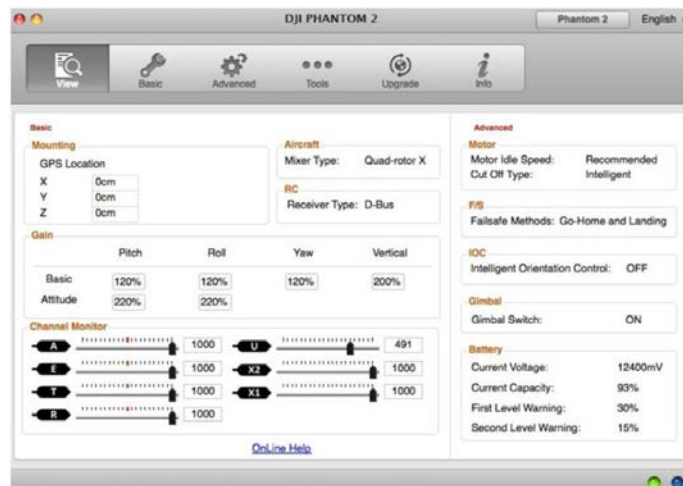 DJI PHANTOM 2
Phantom 2 English
View Basic Advanced Tools Upgrade Info
Basic
Mounting
GPS Location
X 0cm
Y 0cm
Z 0cm
Aircraft
Mixer Type: Quad-rotor X
RC
Receiver Type: D-Bus
Gain
Pitch Roll Yaw Vertical
Basic 120% 120% 120% 200%
Attitude 220% 220%
Channel Monitor
A 1000 U 491
E 1000 X2 1000
T 1000 X1 1000
R 1000
OnLine Help
Advanced
Motor
Motor Idle Speed: Recommended
Cut Off Type: Intelligent
F/S
Failsafe Methods: Go-Home and Landing
IOC
Intelligent Orientation Control: OFF
Gimbal
Gimbal Switch: ON
Battery
Current Voltage: 12400mV
Current Capacity: 93%
First Level Warning: 30%
Second Level Warning: 15%